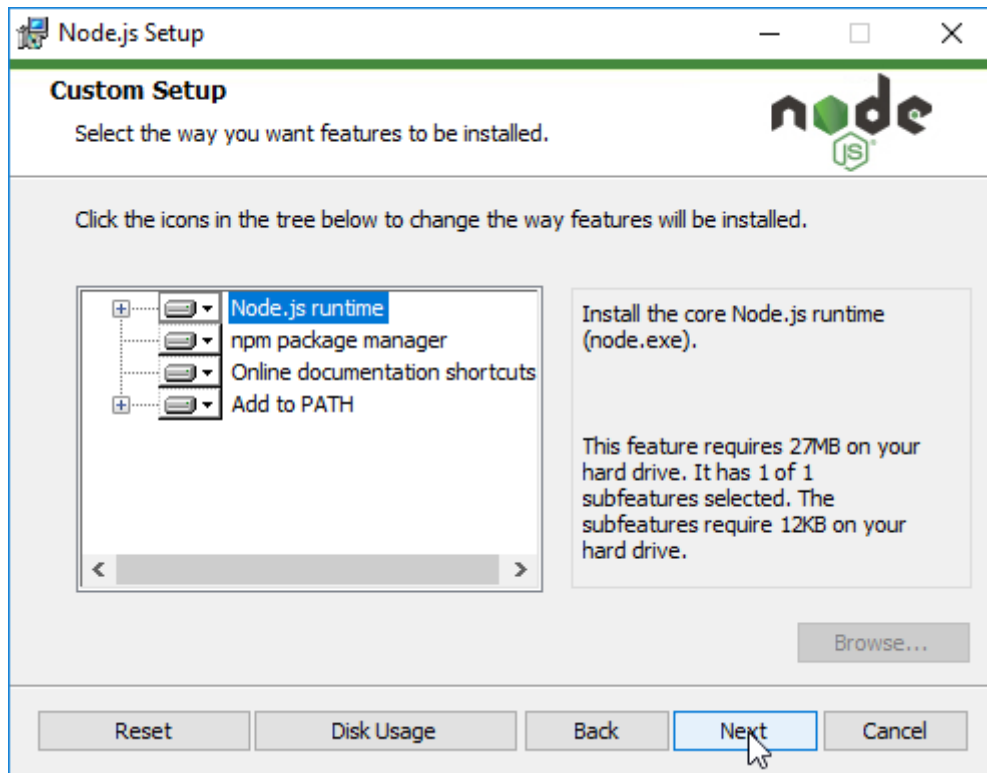 Node.js Setup
Custom Setup
Select the way you want features to be installed.
node
JS
Click the icons in the tree below to change the way features will be installed.
Node.js runtime
npm package manager
Online documentation shortcuts
Add to PATH
Install the core Node.js runtime
(node.exe).
This feature requires 27MB on your
hard drive. It has 1 of 1
subfeatures selected. The
subfeatures require 12KB on your
hard drive.
Browse...
Reset
Disk Usage
Back
Next
Cancel